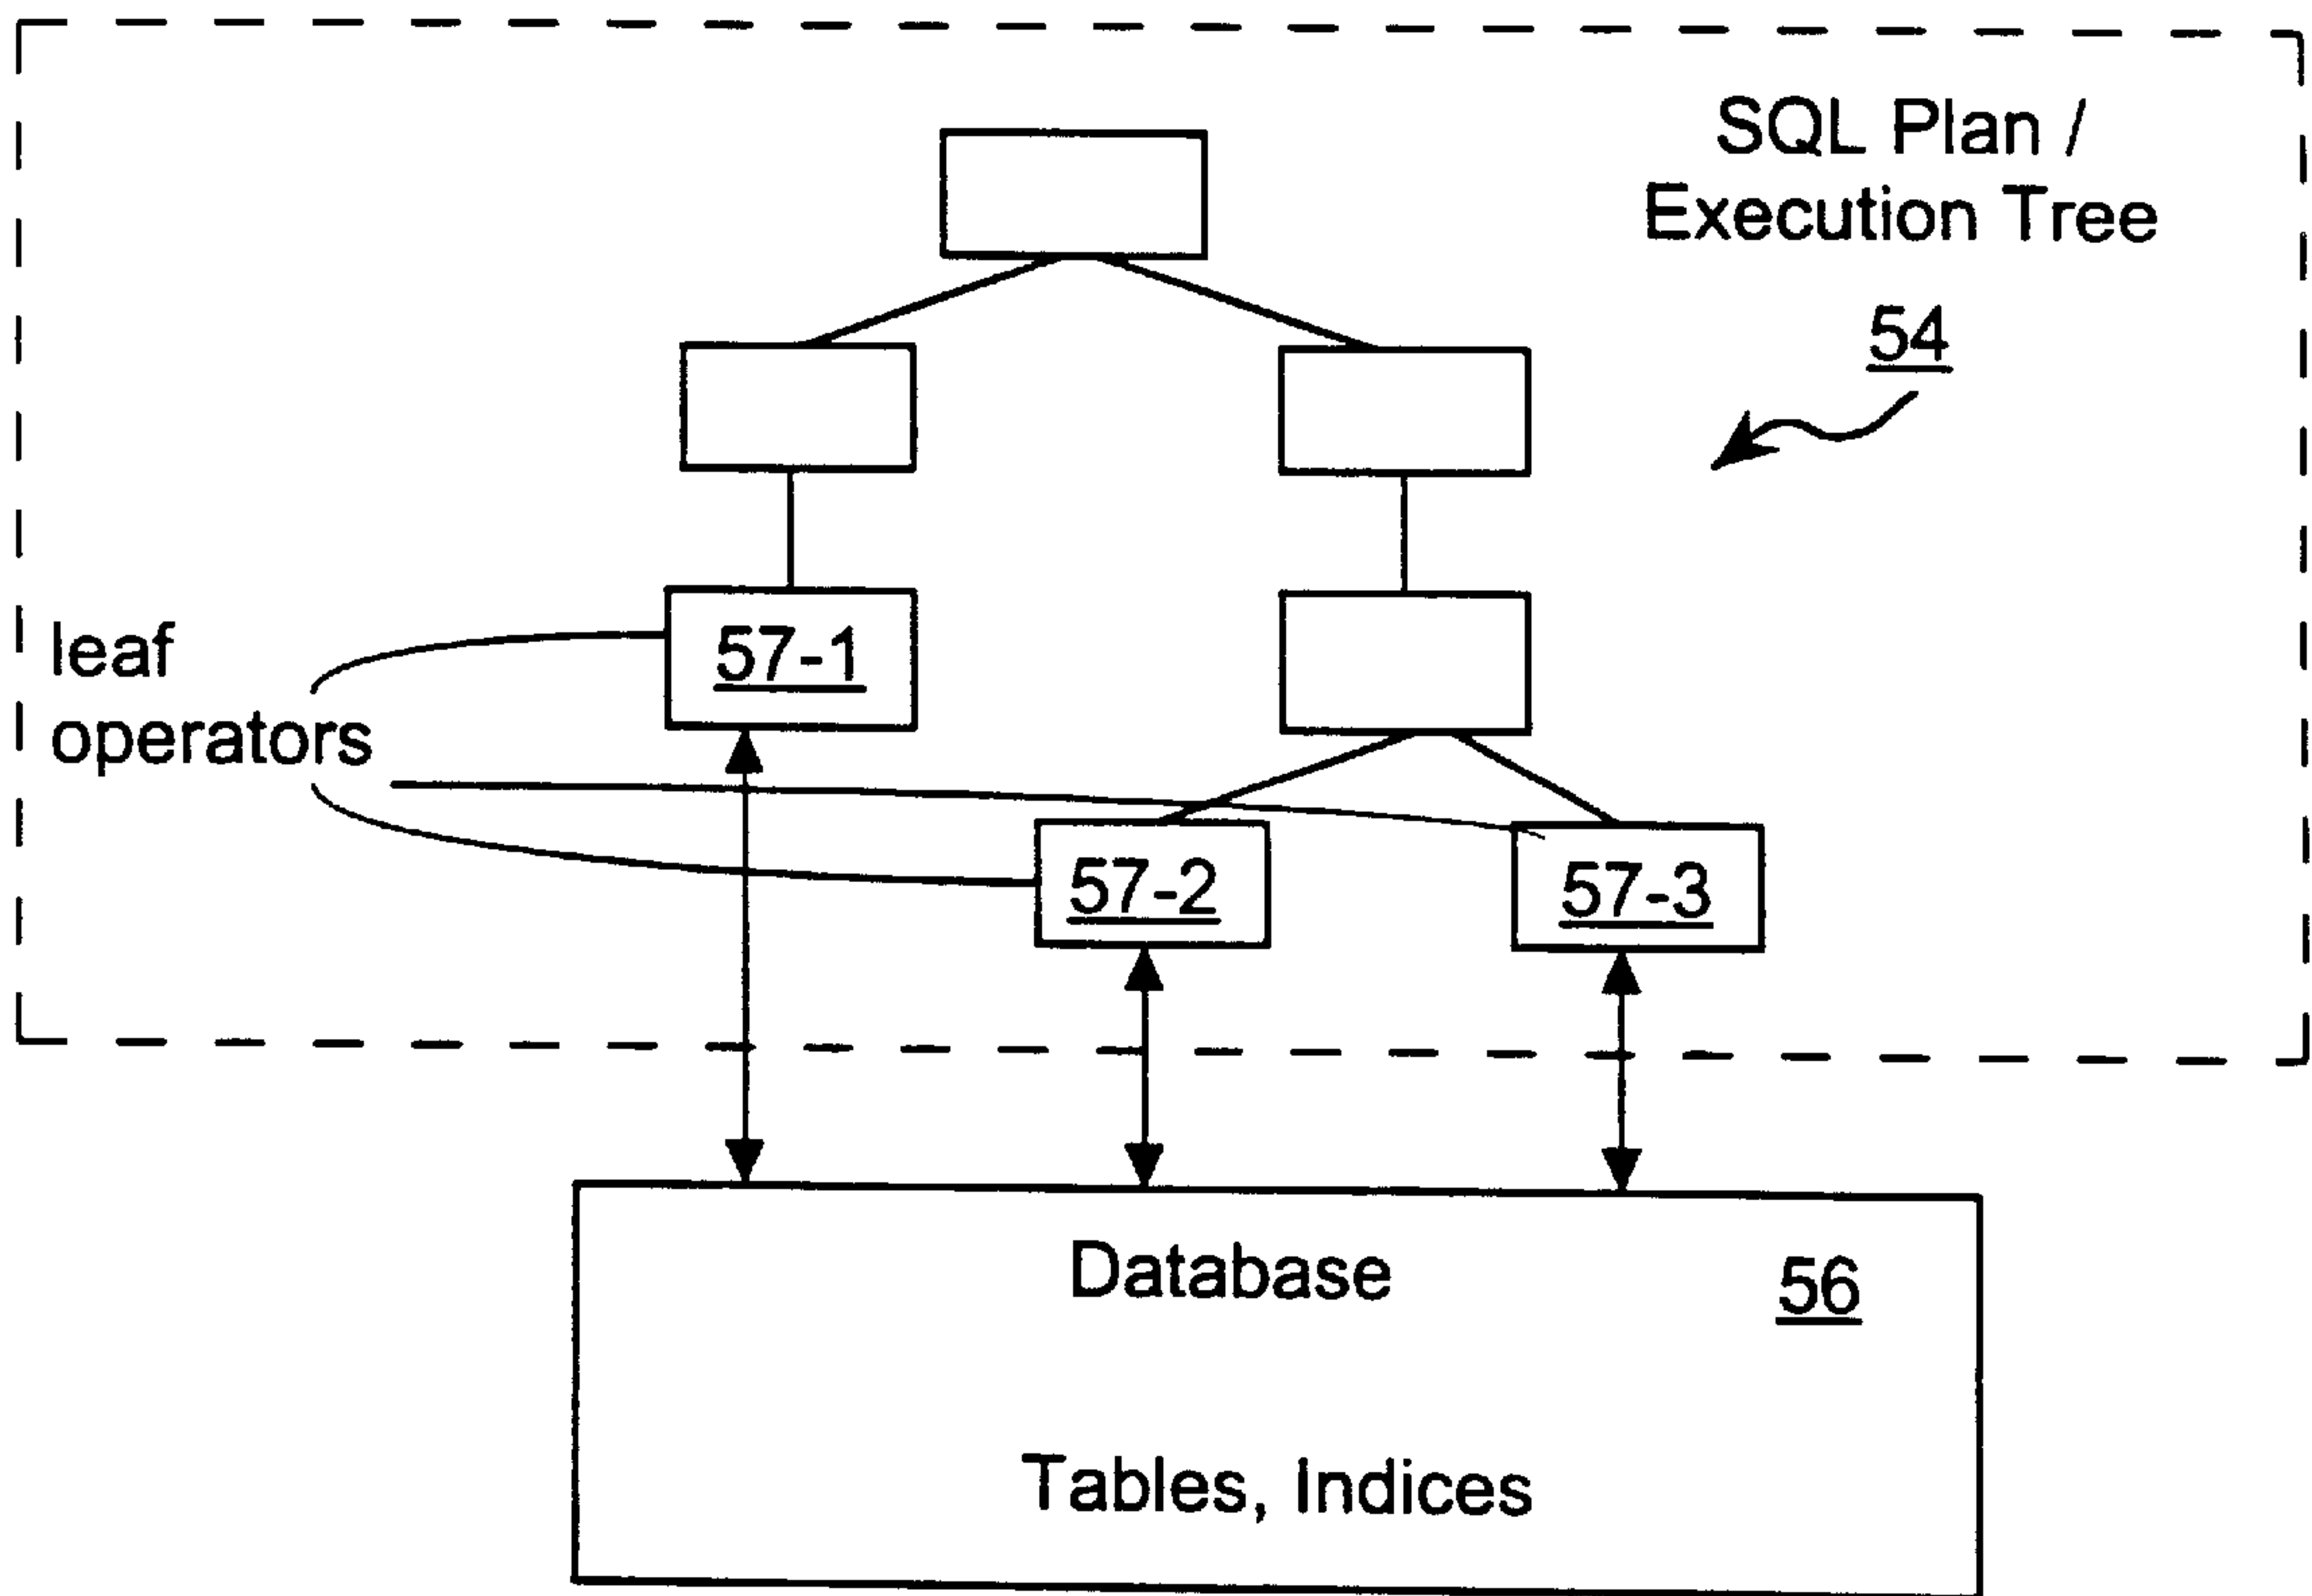 SQL Plan /
Execution Tree
54
leaf
operators
57-1
57-2
57-3
Database
56
Tables, Indices